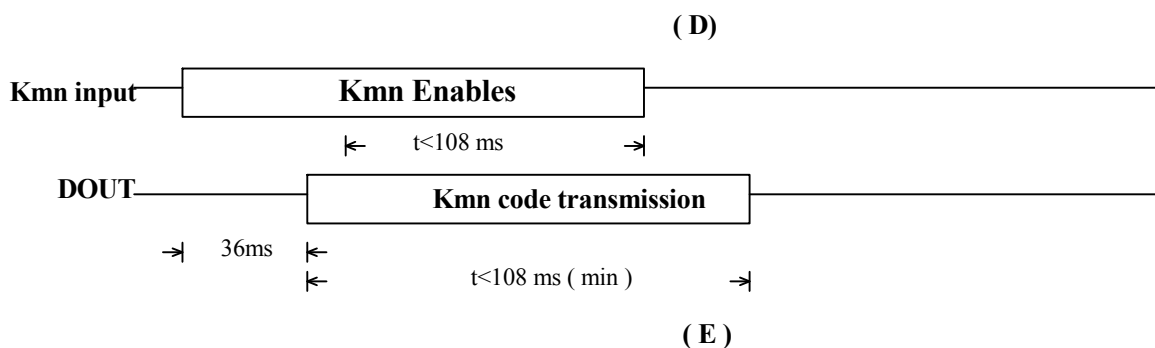 ( D)
Kmn input
Kmn Enables
t<108 ms
DOUT
Kmn code transmission
36ms
t<108 ms ( min )
( E )